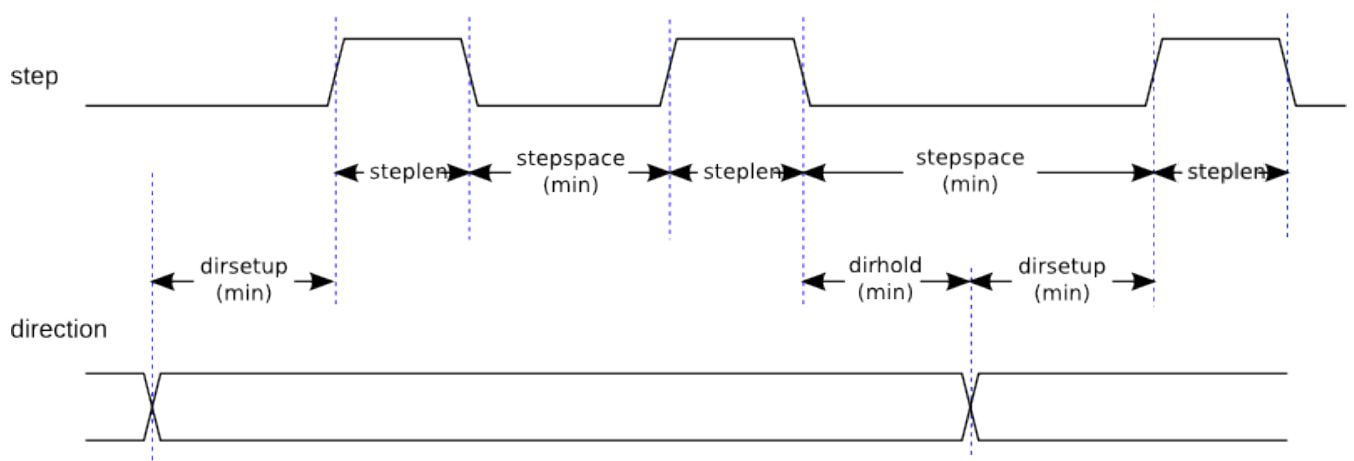 step
steplen
stepspace
(min)
steplen
stepspace
(min)
steplen
dirsetup
(min)
dirhold
(min)
dirsetup
(min)
direction